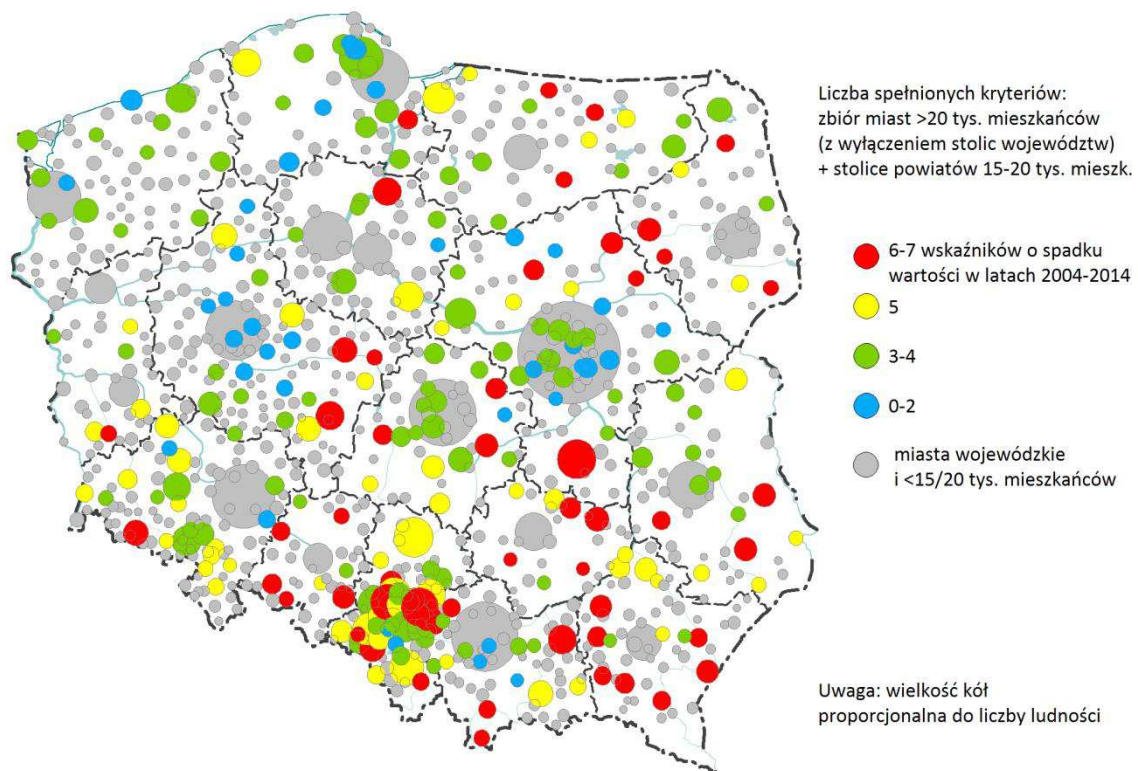 Liczba spełnionych kryteriów:
zbiór miast >20 tys. mieszkańców
(z wyłączeniem stolic województw)
+ stolice powiatów 15-20 tys. mieszk.
6-7 wskaźników o spadku
wartości w latach 2004-2014
5
3-4
0-2
miasta wojewódzkie
i <15/20 tys. mieszkańców
Uwaga: wielkość kół
proporcjonalna do liczby ludności